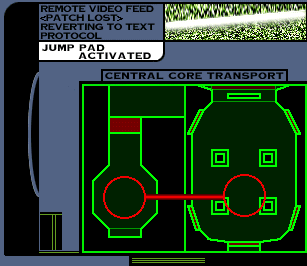 REMOTE VIDEO FEED
<PATCH LOST>
REVERTING TO TEXT
PROTOCOL
JUMP PAD
ACTIVATED
CENTRAL CORE TRANSPORT